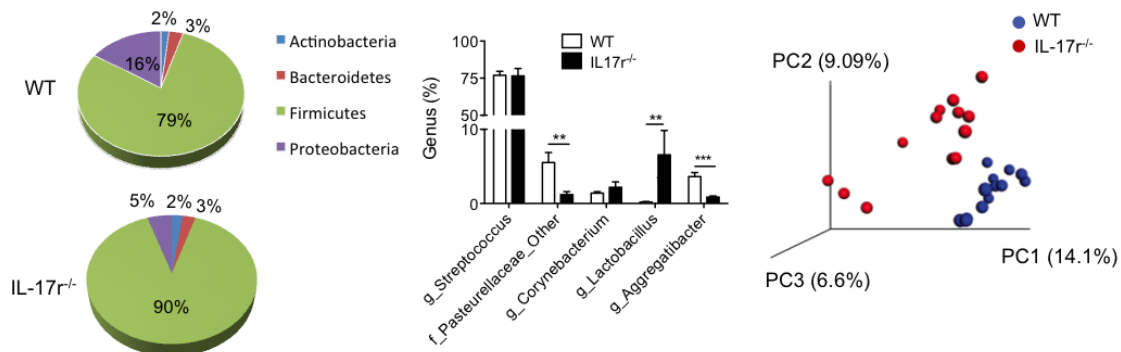 WT
2%
3%
16%
79%
Actinobacteria
Bacteroidetes
Firmicutes
Proteobacteria
IL-17r-/-
5%
2%
3%
90%
Genus (%)
100
75
50
10
0
WT
IL17r-/-
**
**
***
g_Streptococcus
f_Pasteurellaceae_Other
g_Corynebacterium
g_Lactobacillus
g_Aggregatibacter
WT
IL-17r-/-
PC2 (9.09%)
PC1 (14.1%)
PC3 (6.6%)